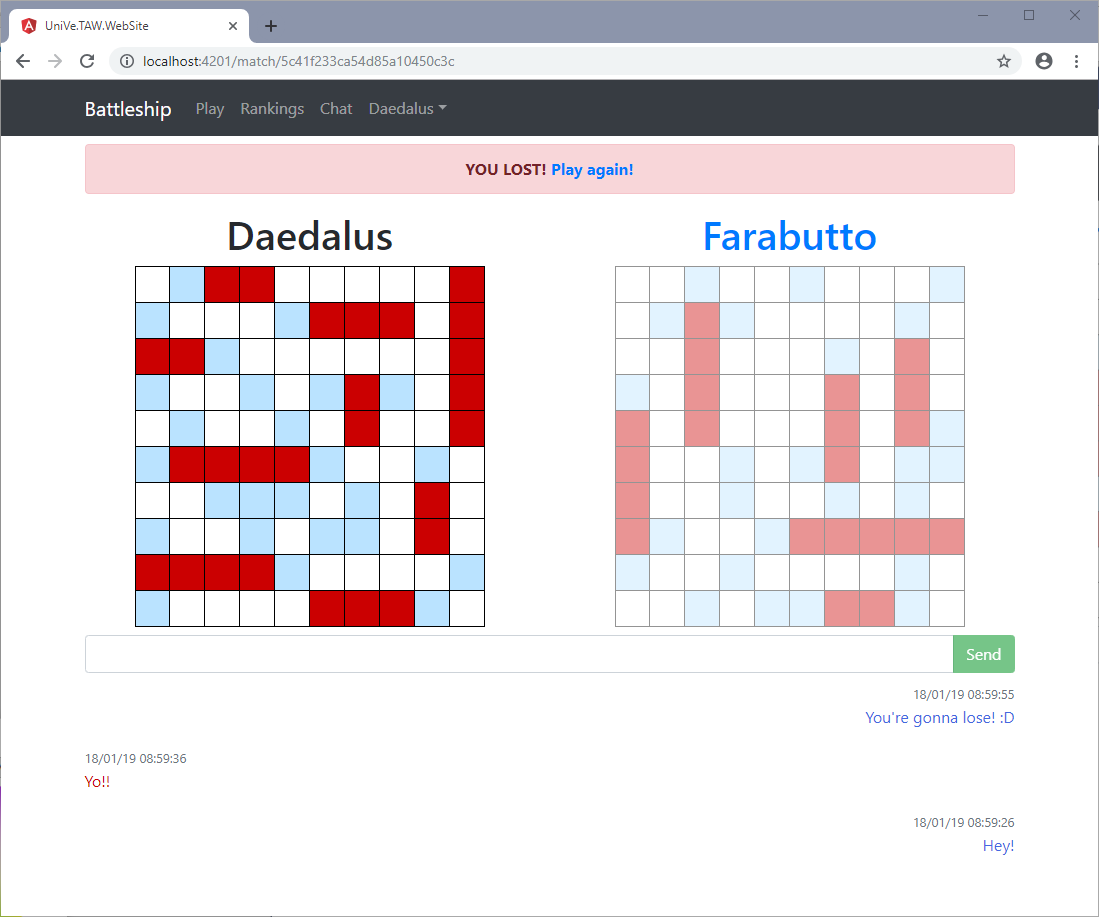 UniVe.TAW.WebSite
localhost:4201/match/5c41f233ca54d85a10450c3c
Battleship Play Rankings Chat Daedalus
YOU LOST! Play again!
Daedalus
Farabutto
Send
18/01/19 08:59:55
You're gonna lose! :D
18/01/19 08:59:36
Yo!!
18/01/19 08:59:26
Hey!